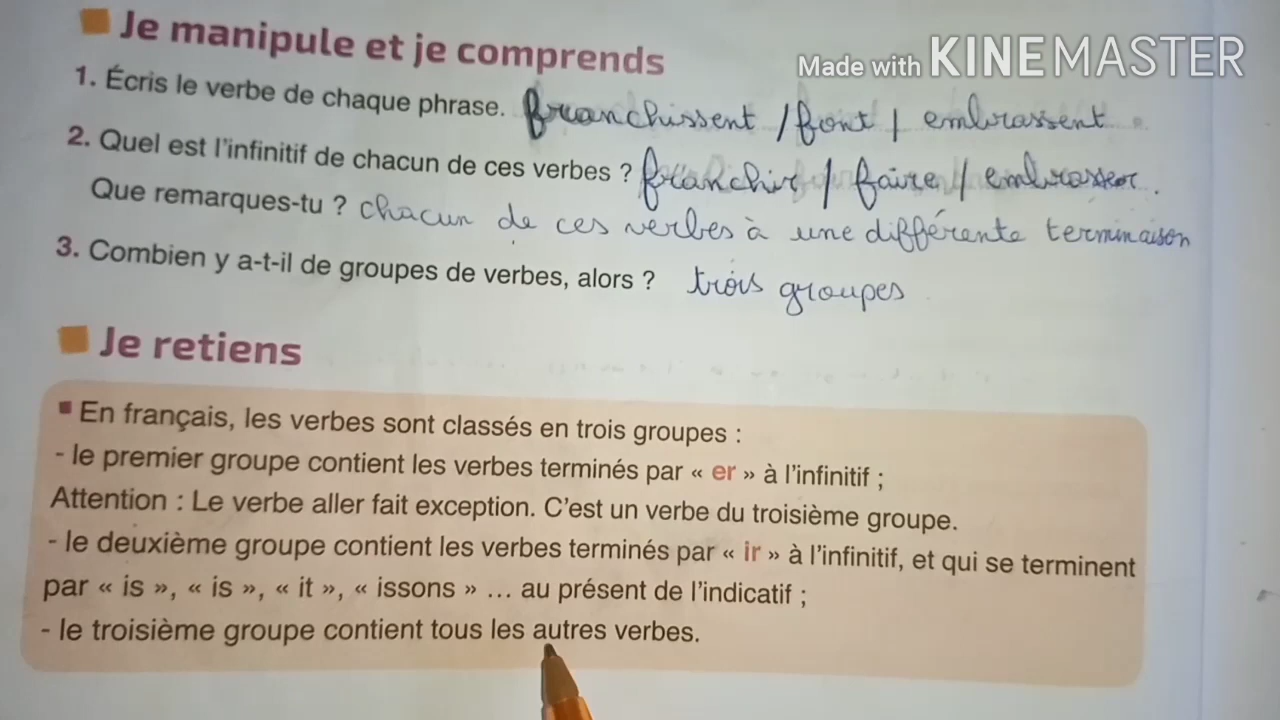 Je manipule et je comprends
Made with KINEMASTER
1. Écris le verbe de chaque phrase. franchissent / font / embrassent
2. Quel est l'infinitif de chacun de ces verbes ? franchir / faire / embrasser.
Que remarques-tu ? chacun de ces verbes à une différente terminaison
3. Combien y a-t-il de groupes de verbes, alors ? trois groupes
Je retiens
En français, les verbes sont classés en trois groupes :
- le premier groupe contient les verbes terminés par « er » à l'infinitif ;
Attention : Le verbe aller fait exception. C'est un verbe du troisième groupe.
- le deuxième groupe contient les verbes terminés par « ir » à l'infinitif, et qui se terminent
par « is », « is », « it », « issons » ... au présent de l'indicatif ;
- le troisième groupe contient tous les autres verbes.